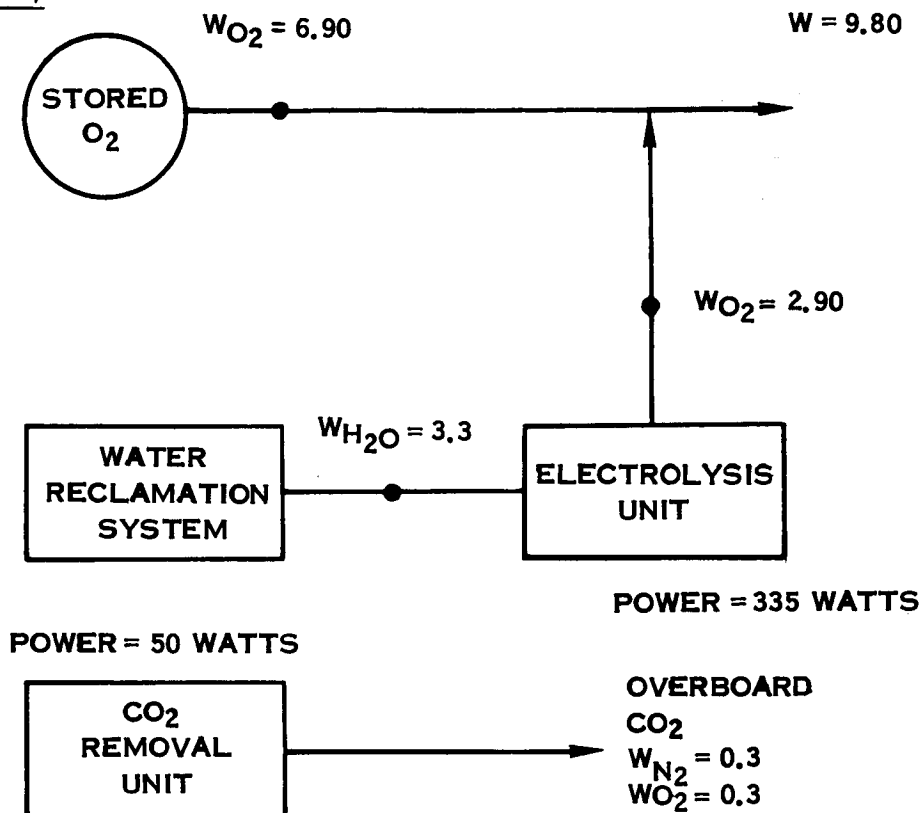 W_O2 = 6.90
W = 9.80
STORED
O2
W_O2 = 2.90
W_H2O = 3.3
WATER
RECLAMATION
SYSTEM
ELECTROLYSIS
UNIT
POWER = 335 WATTS
POWER = 50 WATTS
CO2
REMOVAL
UNIT
OVERBOARD
CO2
W_N2 = 0.3
W_O2 = 0.3